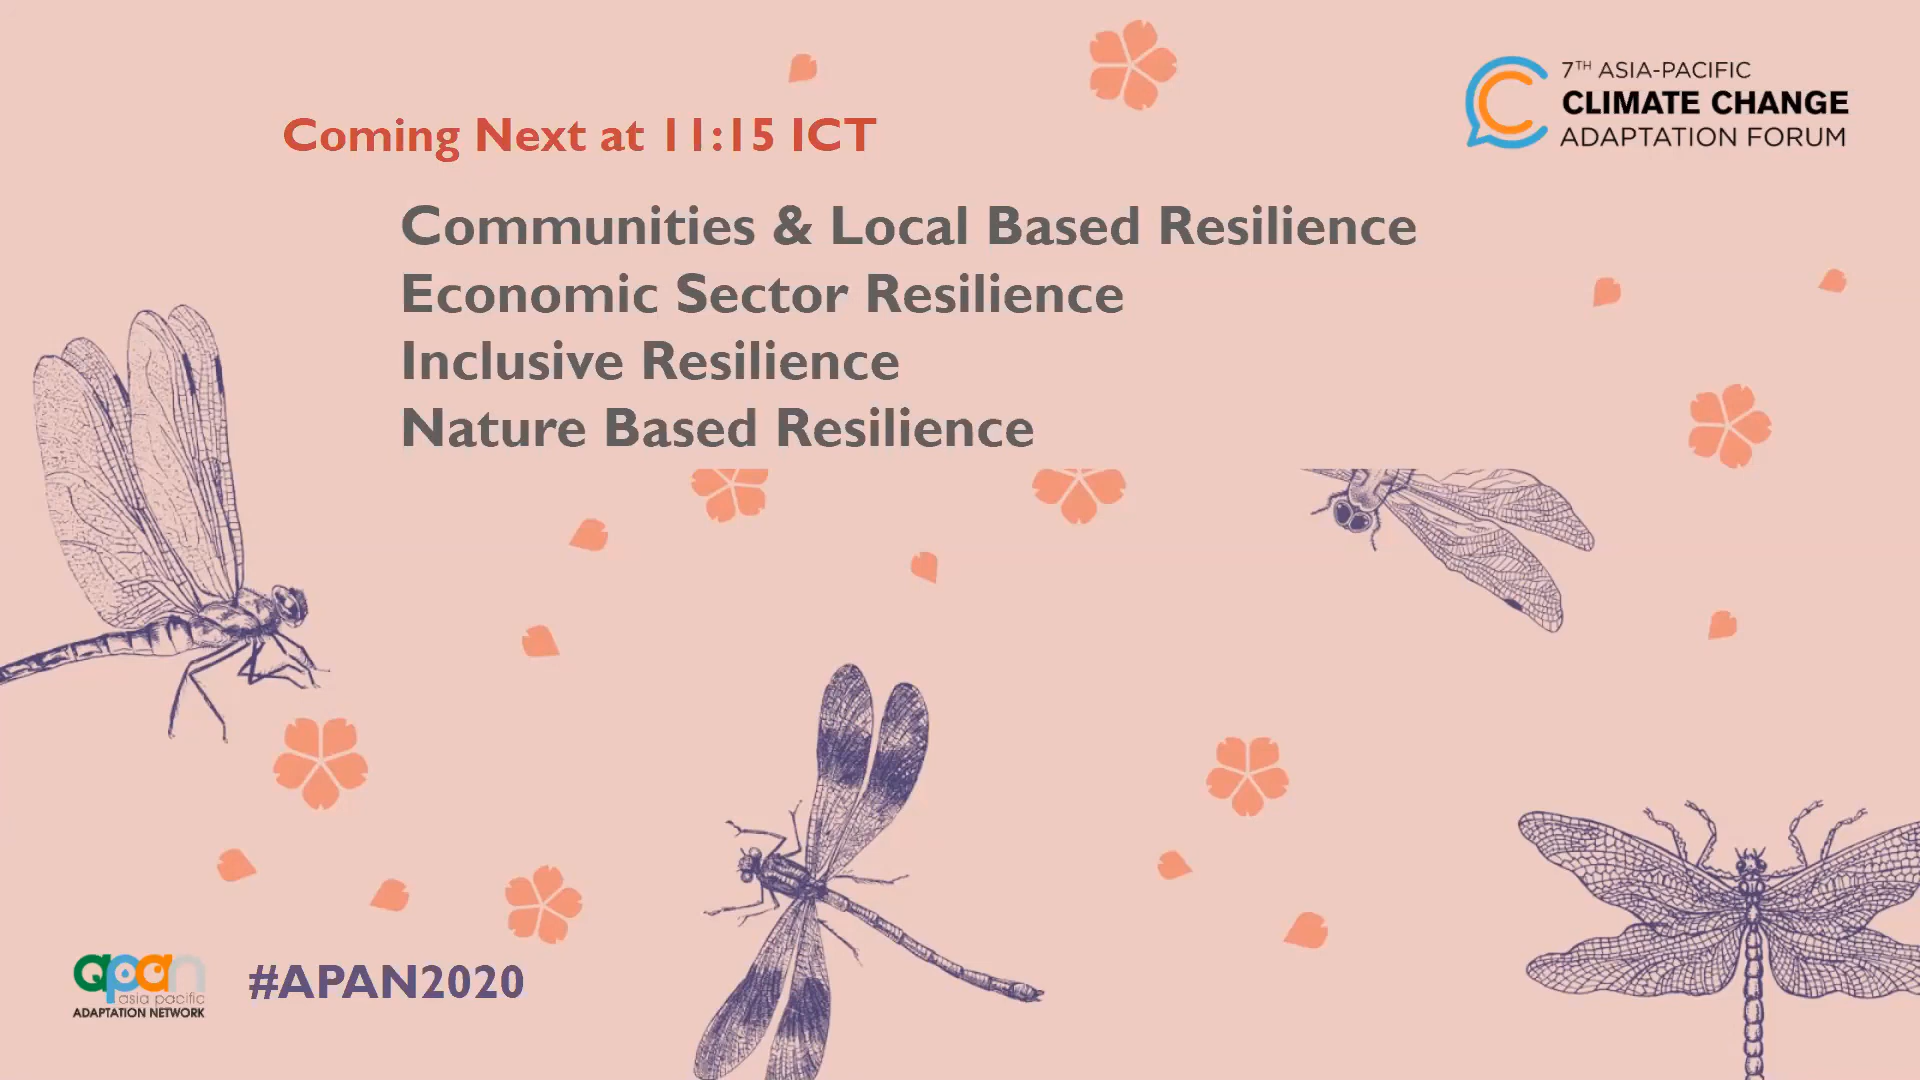 7TH ASIA-PACIFIC
CLIMATE CHANGE
ADAPTATION FORUM
Coming Next at 11:15 ICT
Communities & Local Based Resilience
Economic Sector Resilience
Inclusive Resilience
Nature Based Resilience
apan
asia pacific
ADAPTATION NETWORK
#APAN2020